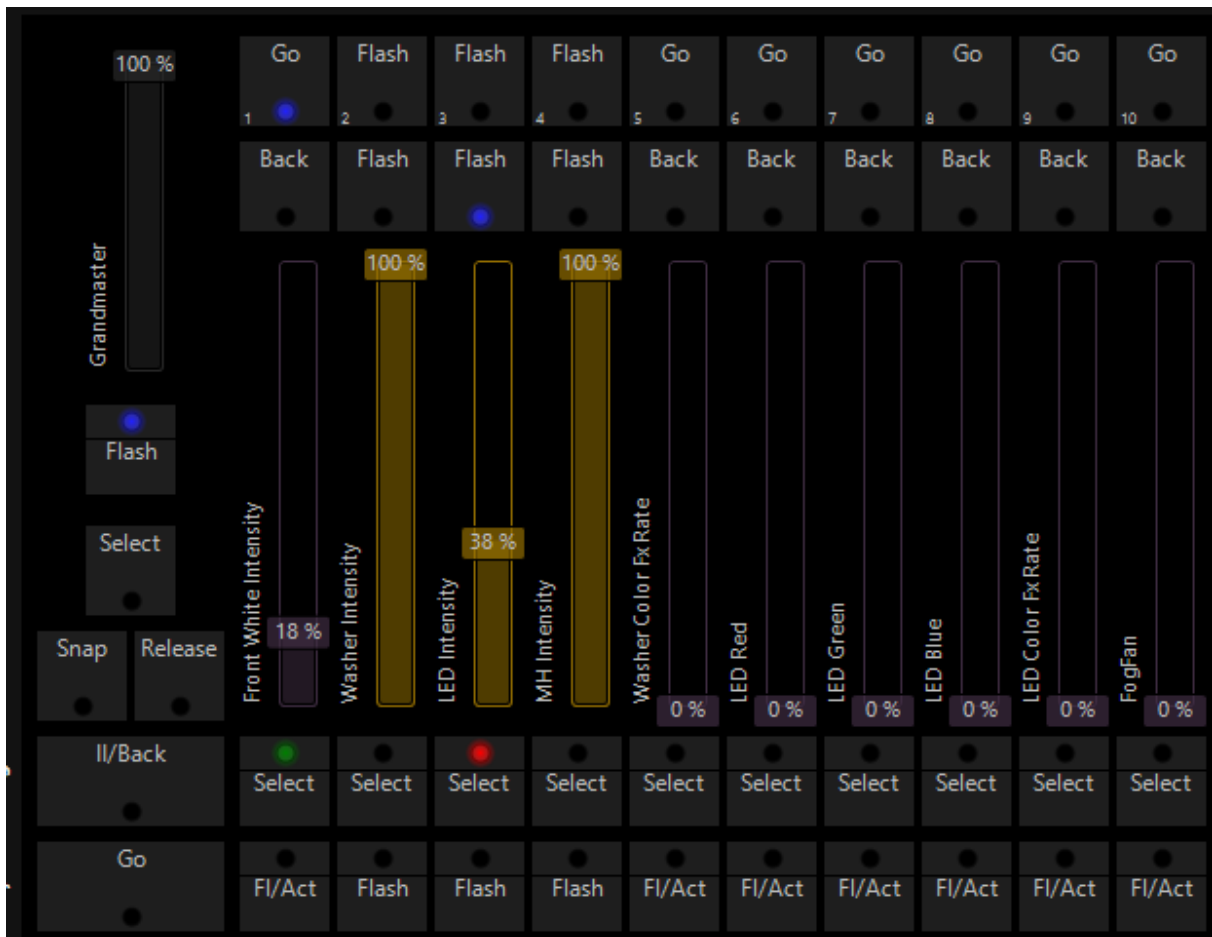 100 %
Grandmaster
Flash
Select
Snap Release
II/Back
Go
Go Flash Flash Flash Go Go Go Go Go Go
1 2 3 4 5 6 7 8 9 10
Back Flash Flash Flash Back Back Back Back Back Back
100 % 100 %
38 %
18 %
0 % 0 % 0 % 0 % 0 % 0 %
Front White Intensity
Washer Intensity
LED Intensity
MH Intensity
Washer Color Fx Rate
LED Red
LED Green
LED Blue
LED Color Fx Rate
FogFan
Select Select Select Select Select Select Select Select Select Select
Fl/Act Flash Flash Flash Fl/Act Fl/Act Fl/Act Fl/Act Fl/Act Fl/Act